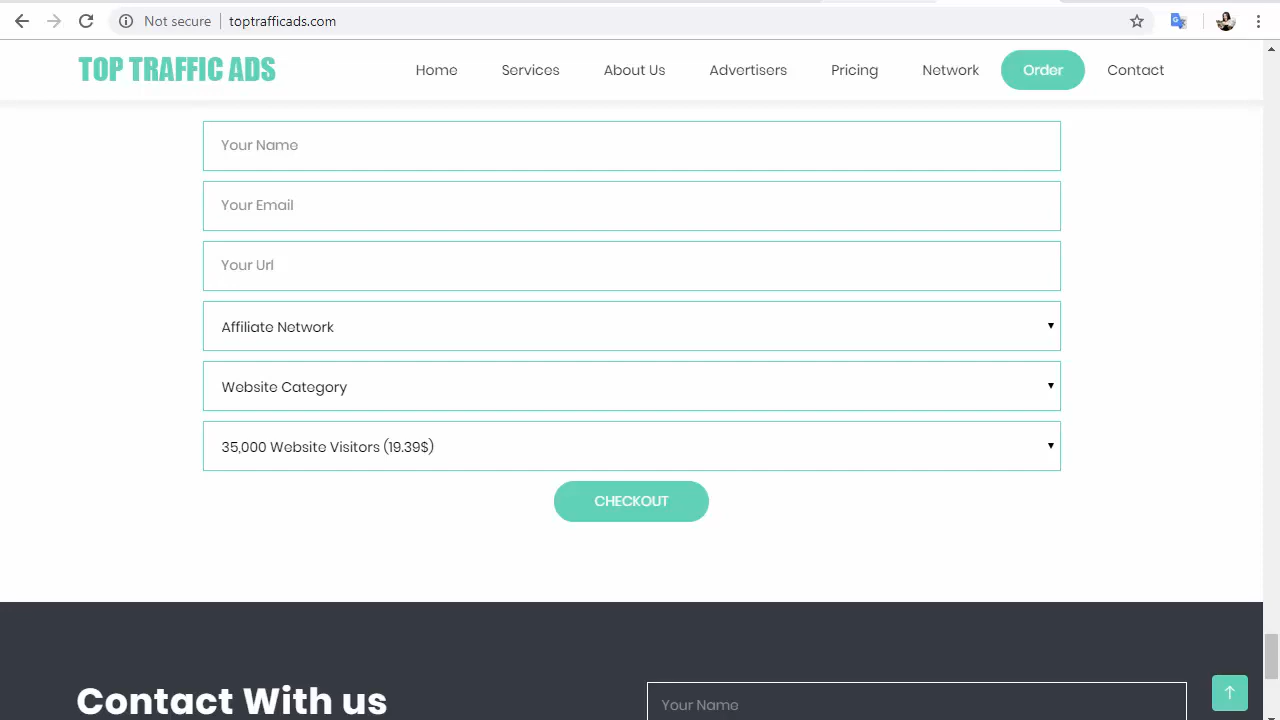 Not secure toptrafficads.com
TOP TRAFFIC ADS Home Services About Us Advertisers Pricing Network Order Contact
Your Name
Your Email
Your Url
Affiliate Network
Website Category
35,000 Website Visitors (19.39$)
CHECKOUT
Contact With us
Your Name